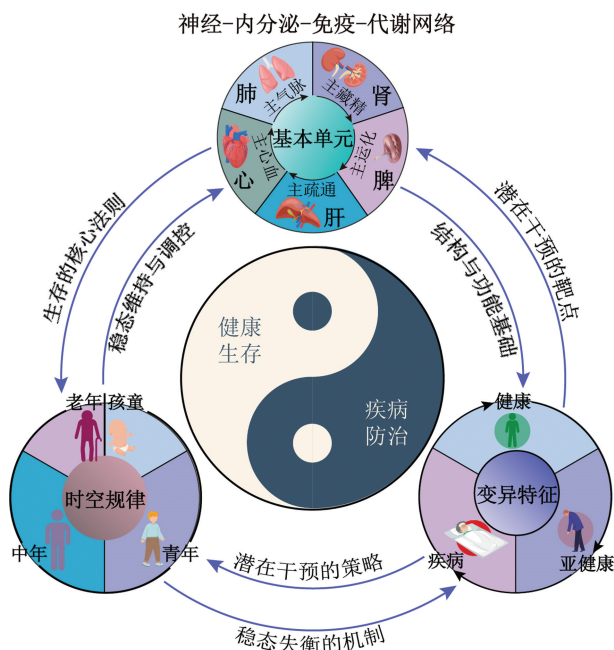 神经-内分泌-免疫-代谢网络
肺
主气脉
肾
主藏精
基本单元
心
主心血
脾
主运化
主疏通
肝
生存的核心法则
稳态维持与调控
潜在干预的靶点
结构与功能基础
健康
生存
疾病
防治
老年
孩童
时空规律
中年
青年
健康
变异特征
疾病
亚健康
潜在干预的策略
稳态失衡的机制